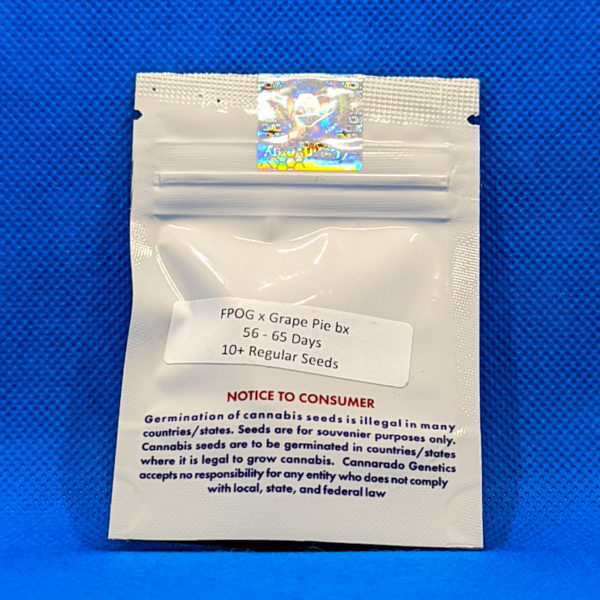 FPOG x Grape Pie bx
56 - 65 Days
10+ Regular Seeds
NOTICE TO CONSUMER
Germination of cannabis seeds is illegal in many
countries/states. Seeds are for souvenier purposes only.
Cannabis seeds are to be germinated in countries/states
where it is legal to grow cannabis. Cannarado Genetics
accepts no responsibility for any entity who does not comply
with local, state, and federal law